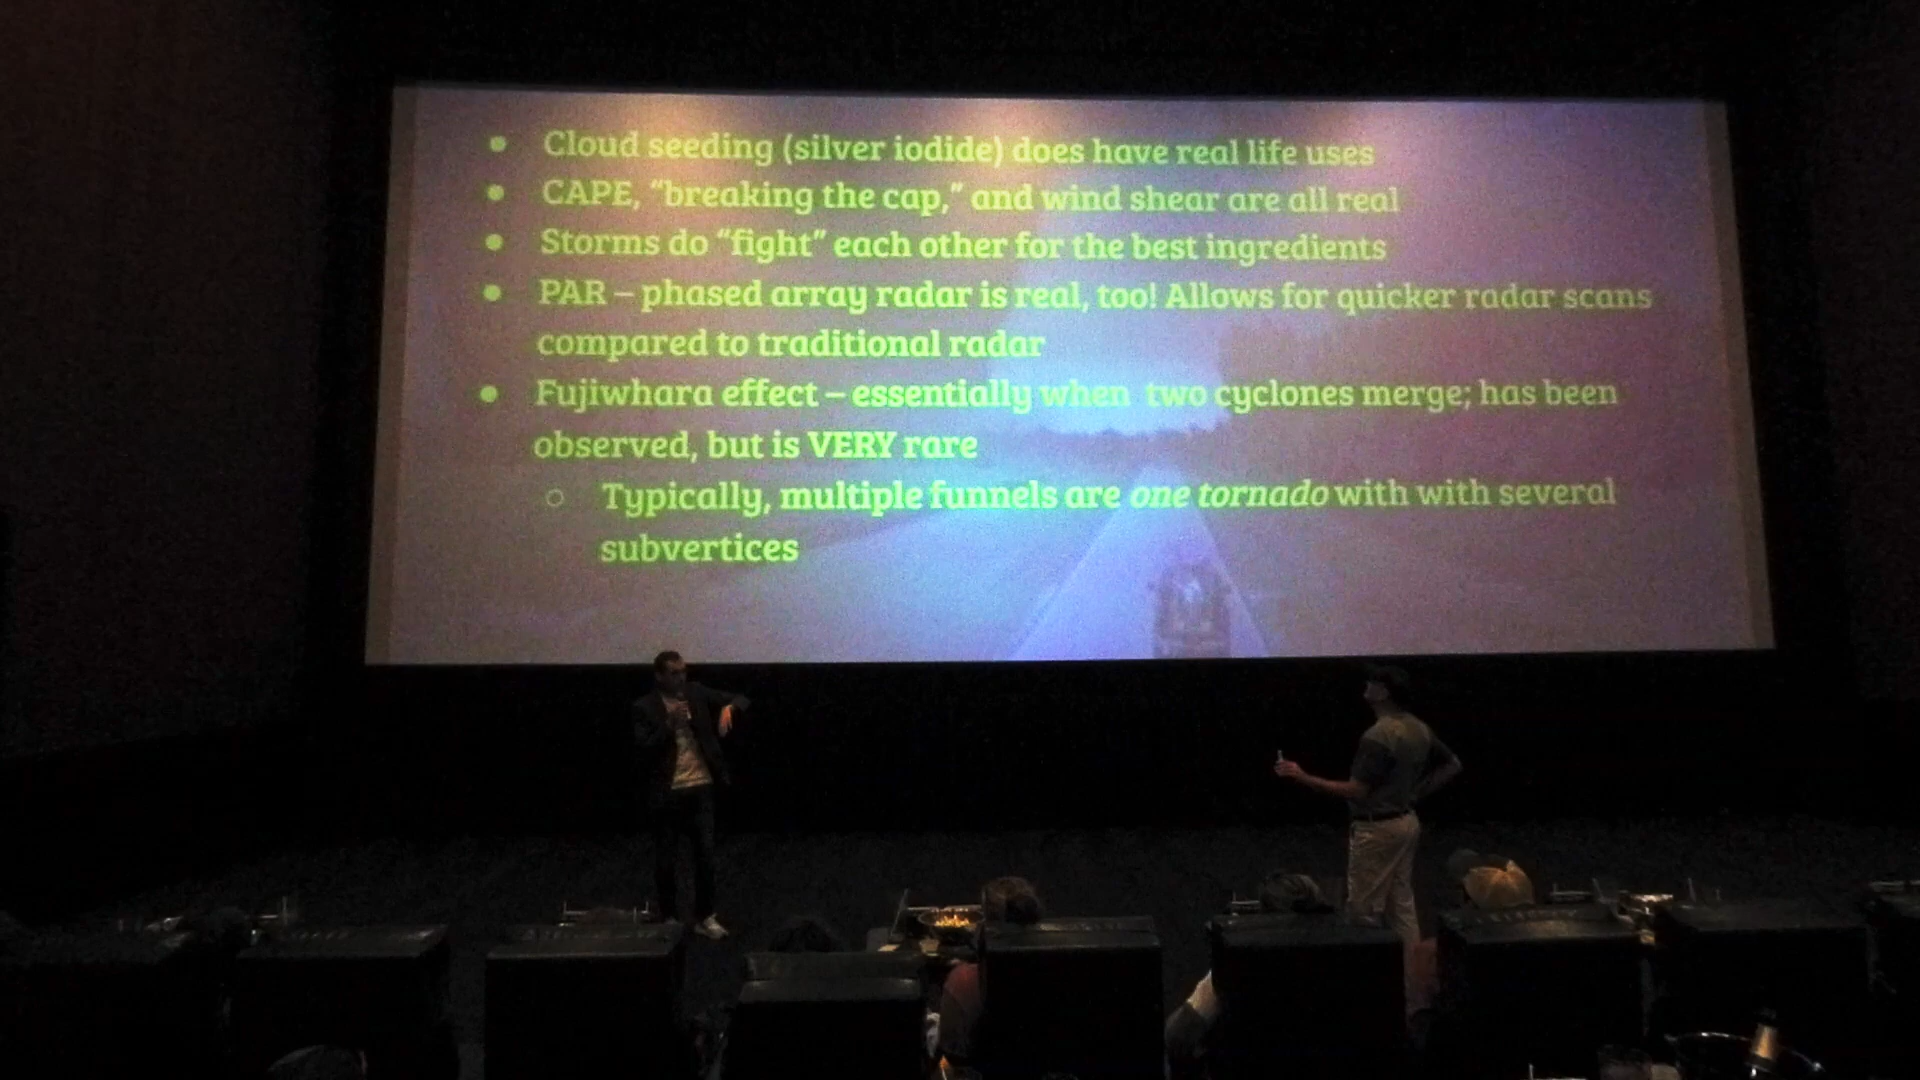 ● Cloud seeding (silver iodide) does have real life uses
● CAPE, “breaking the cap,” and wind shear are all real
● Storms do “fight” each other for the best ingredients
● PAR – phased array radar is real, too! Allows for quicker radar scans
compared to traditional radar
● Fujiwhara effect – essentially when two cyclones merge; has been
observed, but is VERY rare
○ Typically, multiple funnels are one tornado with with several
subvertices